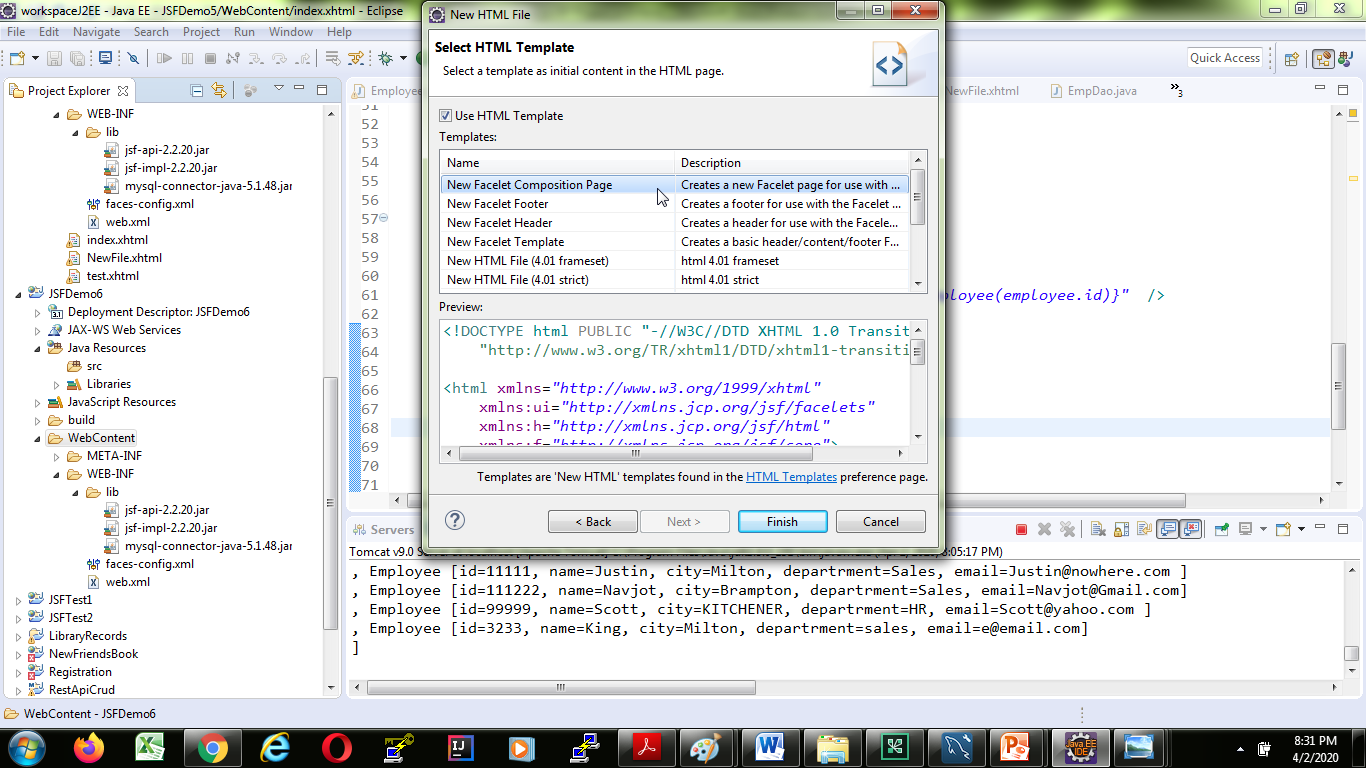 workspaceJ2EE - Java EE - JSFDemo5/WebContent/index.xhtml - Eclipse
File Edit Navigate Search Project Run Window Help
Quick Access
Project Explorer
WEB-INF
lib
jsf-api-2.2.20.jar
jsf-impl-2.2.20.jar
mysql-connector-java-5.1.48.jar
faces-config.xml
web.xml
index.xhtml
NewFile.xhtml
test.xhtml
JSFDemo6
Deployment Descriptor: JSFDemo6
JAX-WS Web Services
Java Resources
src
Libraries
JavaScript Resources
build
WebContent
META-INF
WEB-INF
lib
jsf-api-2.2.20.jar
jsf-impl-2.2.20.jar
mysql-connector-java-5.1.48.jar
faces-config.xml
web.xml
JSFTest1
JSFTest2
LibraryRecords
NewFriendsBook
Registration
RestApiCrud
Employee
NewFile.xhtml
EmpDao.java
3
51
52
53
54
55
56
57
58
59
60
61 ployee(employee.id)}" />
62
63
64
65
66
67
68
69
70
71
New HTML File
Select HTML Template
Select a template as initial content in the HTML page.
Use HTML Template
Templates:
Name Description
New Facelet Composition Page Creates a new Facelet page for use with ...
New Facelet Footer Creates a footer for use with the Facelet ...
New Facelet Header Creates a header for use with the Facele...
New Facelet Template Creates a basic header/content/footer F...
New HTML File (4.01 frameset) html 4.01 frameset
New HTML File (4.01 strict) html 4.01 strict
Preview:
<!DOCTYPE html PUBLIC "-//W3C//DTD XHTML 1.0 Transit
"http://www.w3.org/TR/xhtml1/DTD/xhtml1-transiti
<html xmlns="http://www.w3.org/1999/xhtml"
xmlns:ui="http://xmlns.jcp.org/jsf/facelets"
xmlns:h="http://xmlns.jcp.org/jsf/html"
xmlns:f="http://xmlns.jcp.org/jsf/core">
Templates are 'New HTML' templates found in the HTML Templates preference page.
< Back Next > Finish Cancel
Servers
Tomcat v9.0 :05:17 PM)
, Employee [id=11111, name=Justin, city=Milton, departrment=Sales, email=Justin@nowhere.com ]
, Employee [id=111222, name=Navjot, city=Brampton, departrment=Sales, email=Navjot@Gmail.com]
, Employee [id=99999, name=Scott, city=KITCHENER, departrment=HR, email=Scott@yahoo.com ]
, Employee [id=3233, name=King, city=Milton, departrment=sales, email=e@email.com]
]
WebContent - JSFDemo6
8:31 PM
4/2/2020